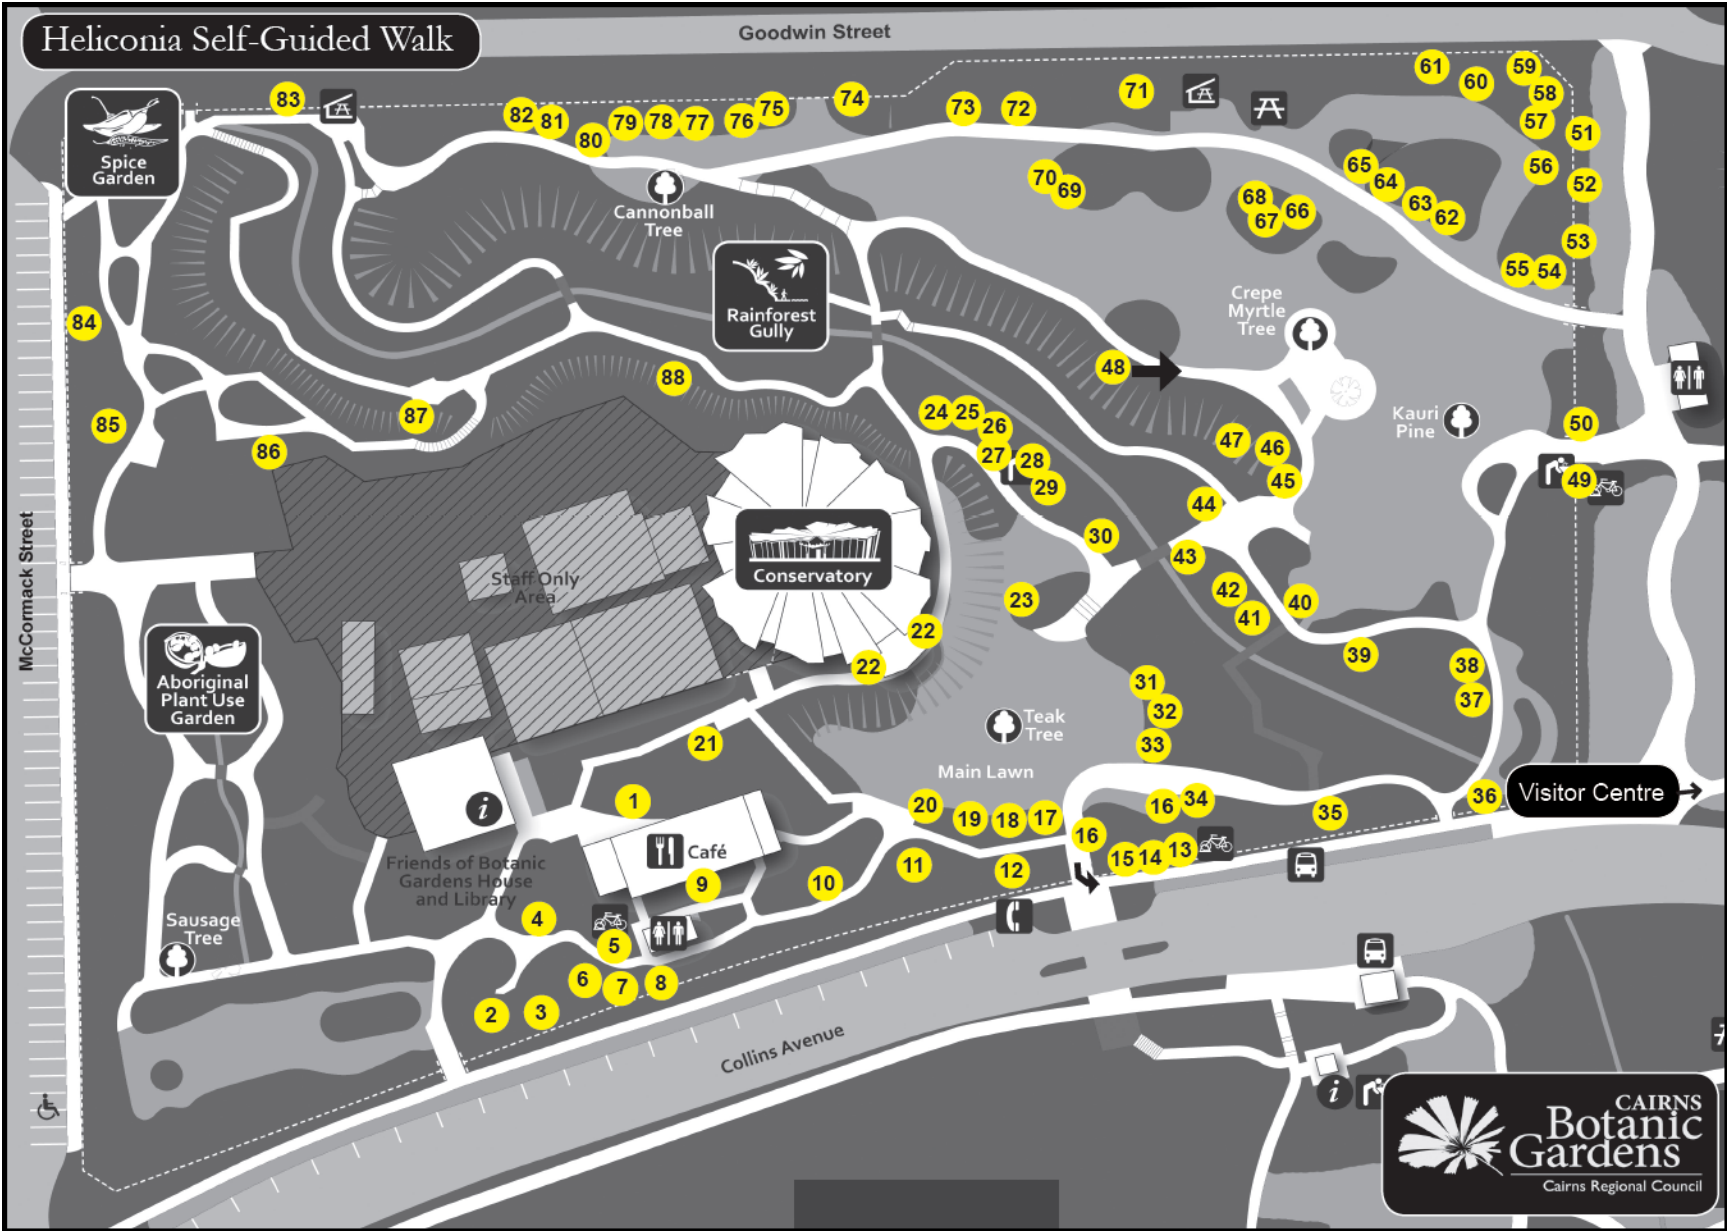 Heliconia Self-Guided Walk
Goodwin Street
61
59
60
58
57
51
71
74
75
73
72
83
82
81
80
79
78
77
76
Spice
Garden
Cannonball
Tree
70
69
65
64
63
62
56
52
68
67
66
53
55
54
Rainforest
Gully
Crepe
Myrtle
Tree
84
48
88
Kauri
Pine
50
85
87
86
24
25
26
27
28
29
47
46
45
44
49
McCormack Street
Staff Only
Area
Conservatory
30
43
42
41
40
23
22
22
39
38
37
Aboriginal
Plant Use
Garden
31
32
33
Teak
Tree
Main Lawn
21
1
i
Café
20
19
18
17
16
16
34
35
36
Visitor Centre
15
14
13
11
12
10
9
Friends of Botanic
Gardens House
and Library
Sausage
Tree
4
5
6
7
8
2
3
Collins Avenue
i
CAIRNS
Botanic
Gardens
Cairns Regional Council